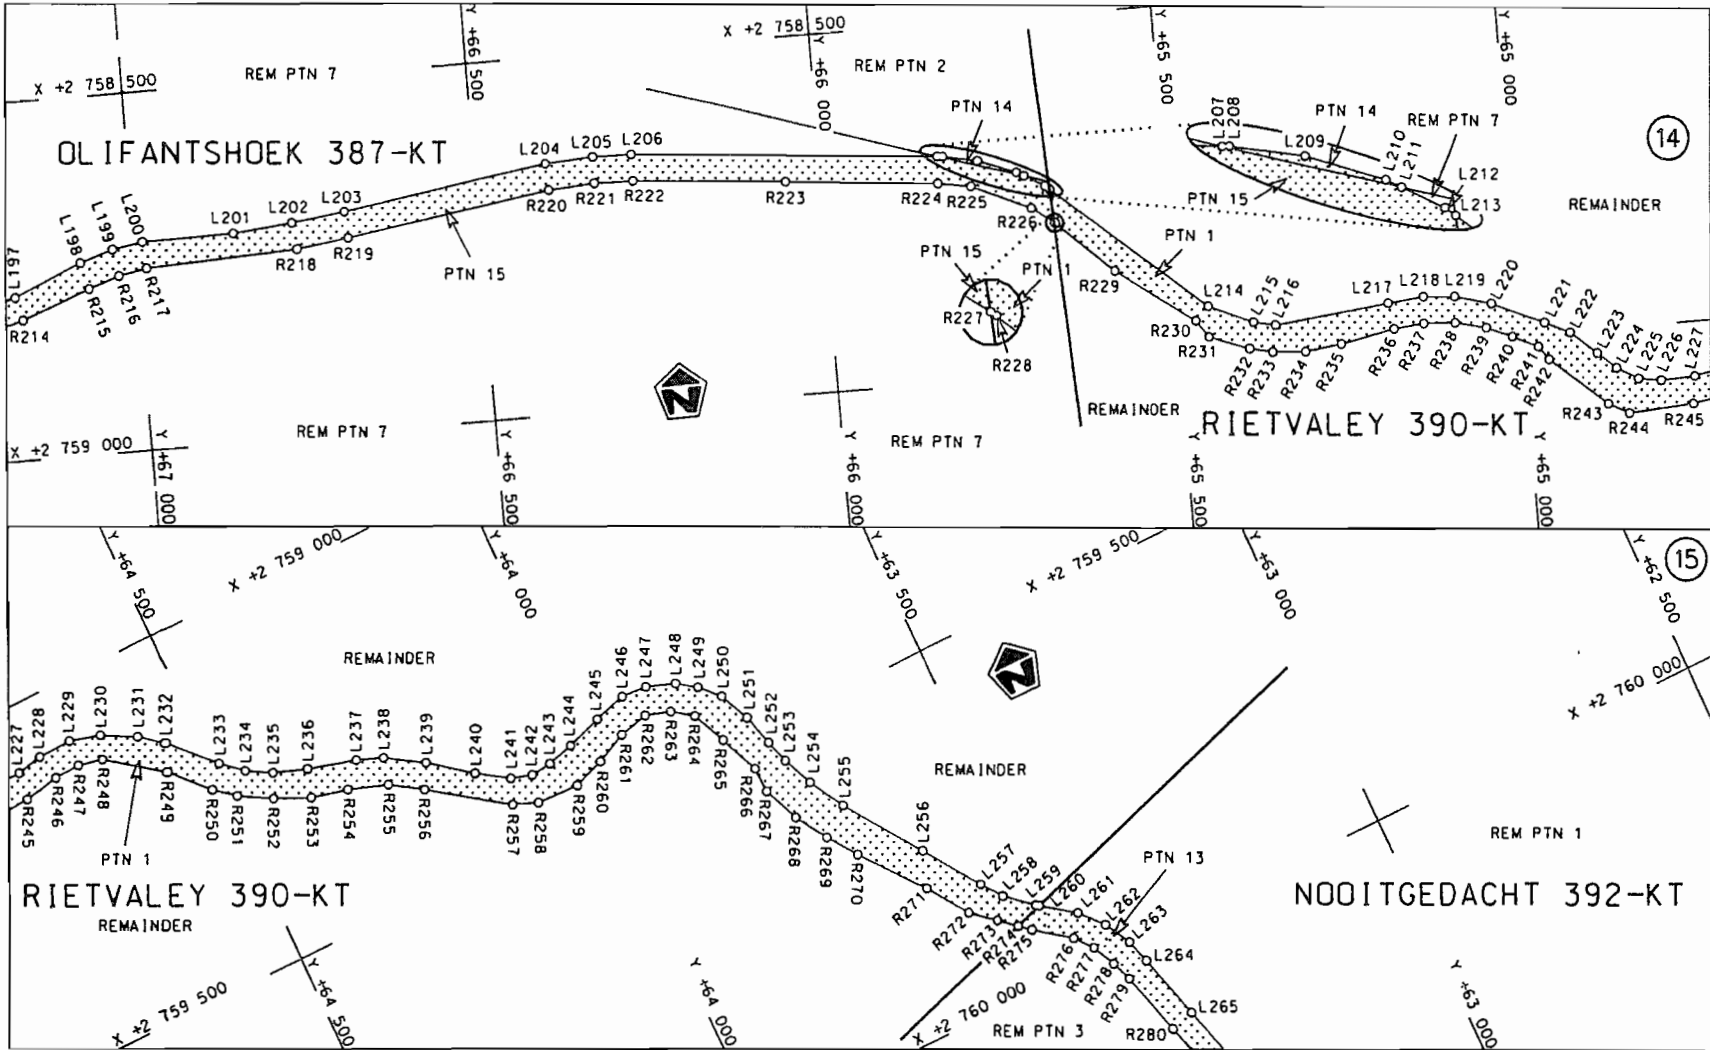 X +2 758 500
Y +66 500
X +2 758 500
Y +66 000
Y +65 500
Y +65 000
REM PTN 7
REM PTN 2
14
OLIFANTSHOEK 387-KT
PTN 14
PTN 14
REM PTN 7
PTN 15
REMAINDER
L197
L198
L199
L200
L201
L202
L203
L204
L205
L206
L207
L208
L209
L210
L211
L212
L213
L214
L215
L216
L217
L218
L219
L220
L221
L222
L223
L224
L225
L226
L227
R214
R215
R216
R217
R218
R219
R220
R221
R222
R223
R224
R225
R226
R227
R228
R229
R230
R231
R232
R233
R234
R235
R236
R237
R238
R239
R240
R241
R242
R243
R244
R245
PTN 15
PTN 15
PTN 1
PTN 1
N
REMAINDER
RIETVALEY 390-KT
REM PTN 7
REM PTN 7
X +2 759 000
Y +67 000
Y +66 500
Y +66 000
Y +65 500
Y +65 000
Y +64 500
X +2 759 000
Y +64 000
Y +63 500
X +2 759 500
Y +63 000
Y +62 500
X +2 760 000
15
REMAINDER
N
L227
L228
L229
L230
L231
L232
L233
L234
L235
L236
L237
L238
L239
L240
L241
L242
L243
L244
L245
L246
L247
L248
L249
L250
L251
L252
L253
L254
L255
L256
L257
L258
L259
L260
L261
L262
L263
L264
L265
R245
R246
R247
R248
R249
R250
R251
R252
R253
R254
R255
R256
R257
R258
R259
R260
R261
R262
R263
R264
R265
R266
R267
R268
R269
R270
R271
R272
R273
R274
R275
R276
R277
R278
R279
R280
PTN 1
REMAINDER
PTN 13
REM PTN 1
RIETVALEY 390-KT
REMAINDER
NOOITGEDACHT 392-KT
X +2 759 500
Y +64 500
Y +64 000
X +2 760 000
REM PTN 3
Y +63 000